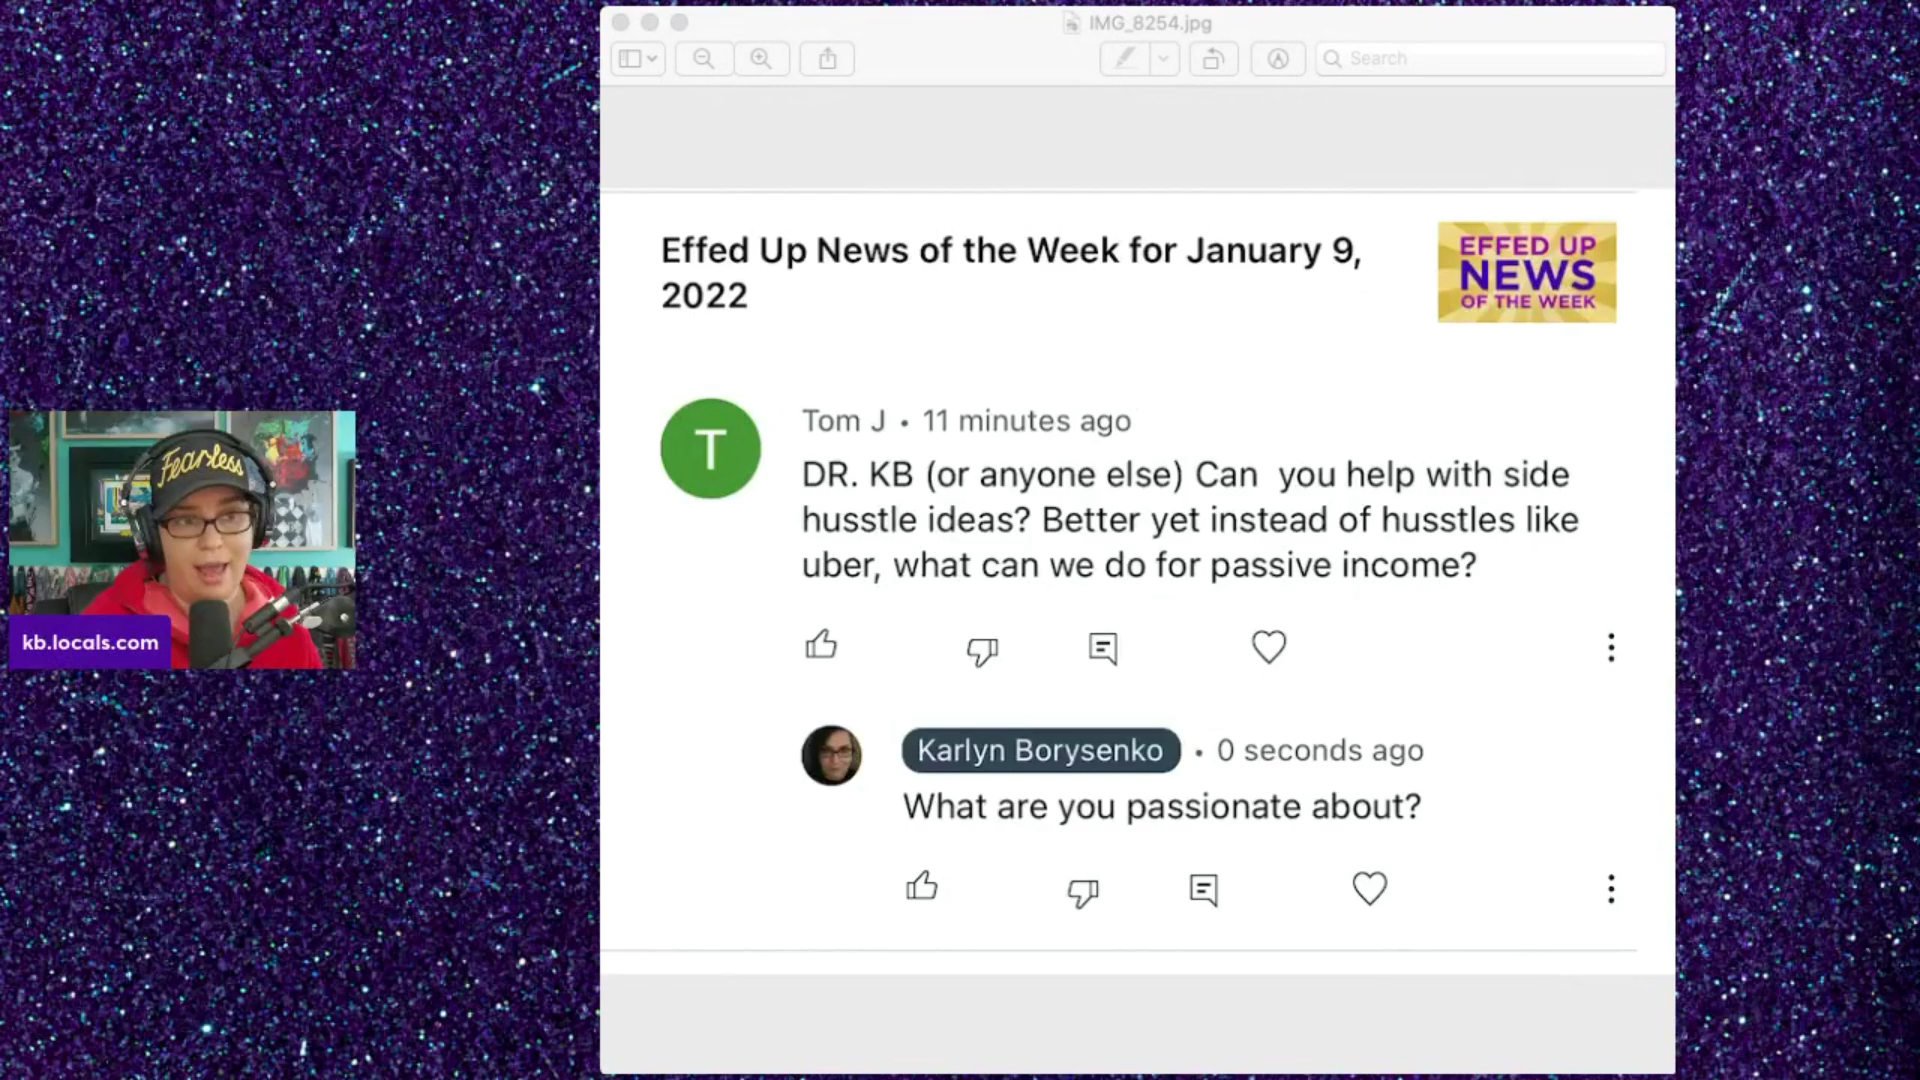 IMG_8254.jpg
Search
Effed Up News of the Week for January 9,
2022
EFFED UP
NEWS
OF THE WEEK
T
Tom J • 11 minutes ago
DR. KB (or anyone else) Can  you help with side
husstle ideas? Better yet instead of husstles like
uber, what can we do for passive income?
Karlyn Borysenko • 0 seconds ago
What are you passionate about?
Fearless
kb.locals.com